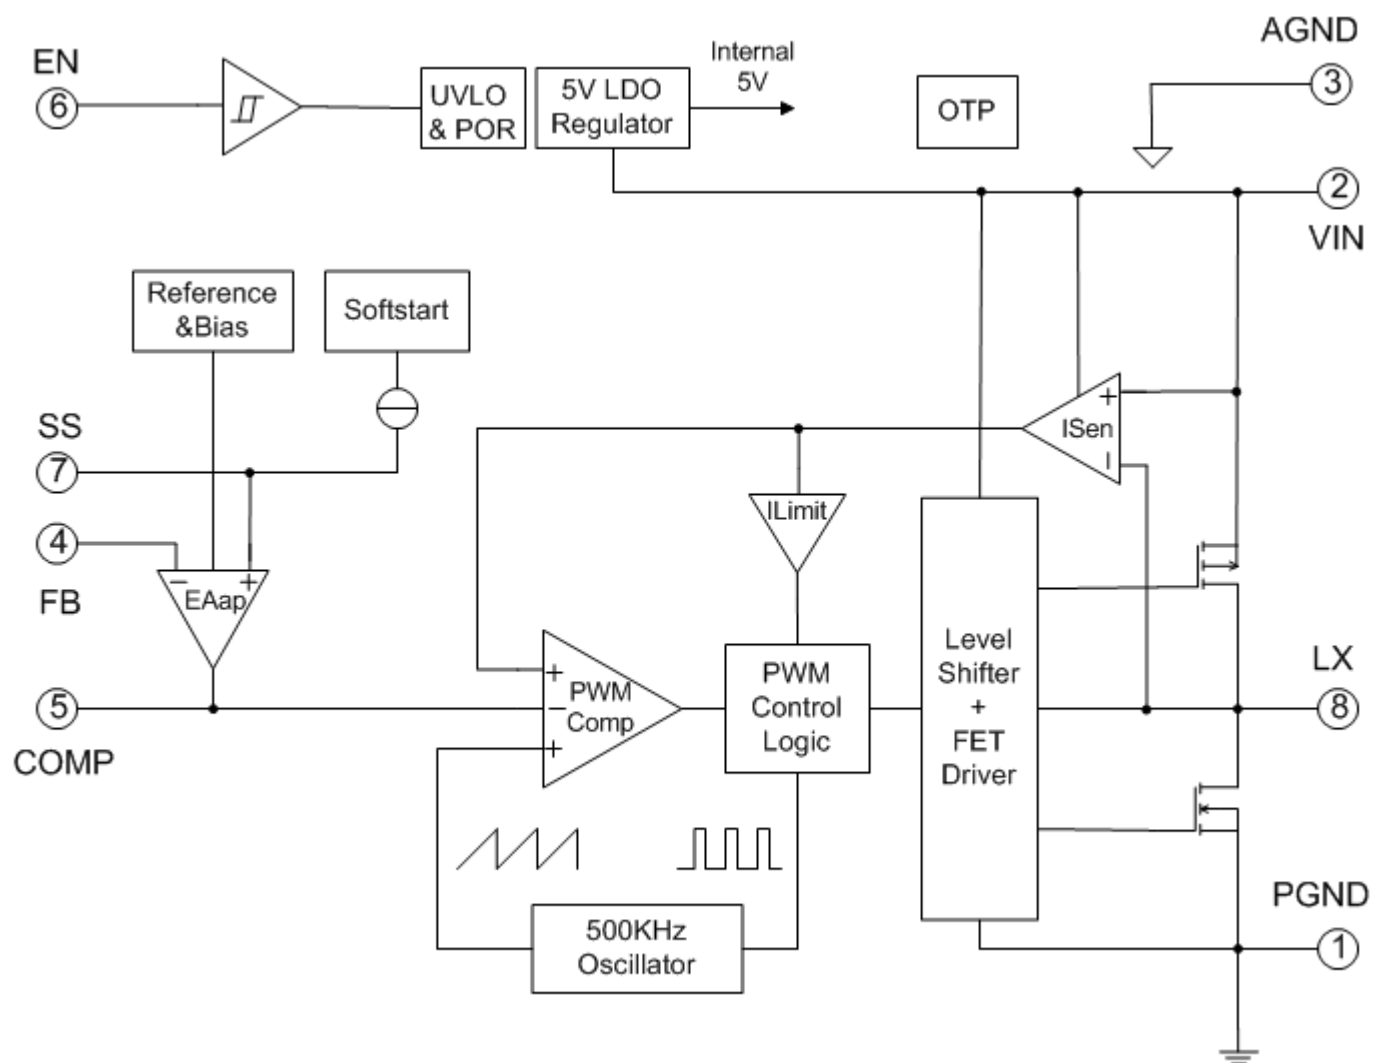 AGND
3
EN
6
UVLO
& POR
5V LDO
Regulator
Internal
5V
OTP
2
VIN
Reference
&Bias
Softstart
SS
7
4
FB
- +
EAap
+
ISen
-
ILimit
5
COMP
+
-
+
PWM
Comp
PWM
Control
Logic
Level
Shifter
+
FET
Driver
LX
8
500KHz
Oscillator
PGND
1